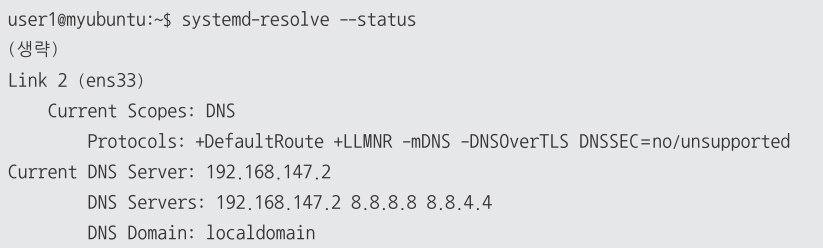 user1@myubuntu:~$ systemd-resolve --status
(생략)
Link 2 (ens33)
Current Scopes: DNS
Protocols: +DefaultRoute +LLMNR -mDNS -DNSOverTLS DNSSEC=no/unsupported
Current DNS Server: 192.168.147.2
DNS Servers: 192.168.147.2 8.8.8.8 8.8.4.4
DNS Domain: localdomain